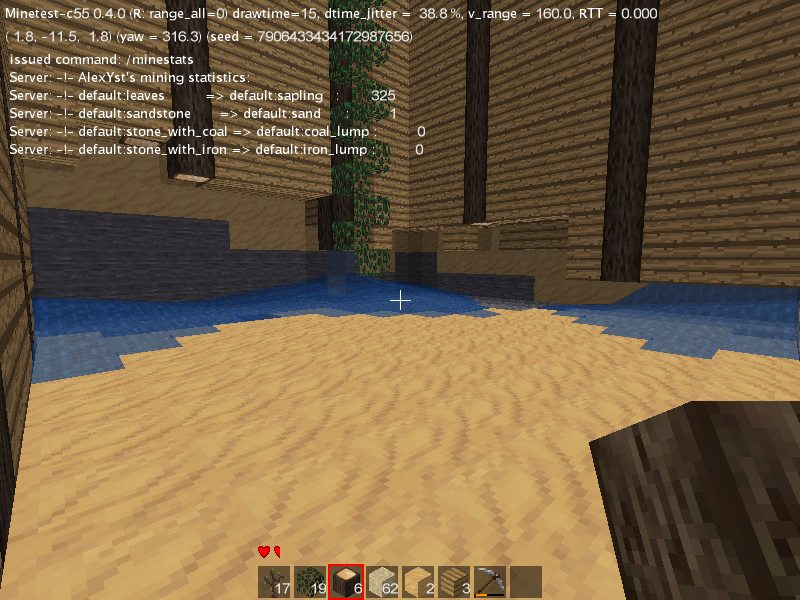 Minetest-c55 0.4.0 (R: range_all=0) drawtime=15, dtime_jitter = 38.8 %, v_range = 160.0, RTT = 0.000
( 1.8, -11.5, 1.8) (yaw = 316.3) (seed = 7906433434172987656)
issued command: /minestats
Server: -!- AlexYst's mining statistics:
Server: -!- default:leaves => default:sapling : 325
Server: -!- default:sandstone => default:sand : 1
Server: -!- default:stone_with_coal => default:coal_lump : 0
Server: -!- default:stone_with_iron => default:iron_lump : 0
17 19 6 62 2 3